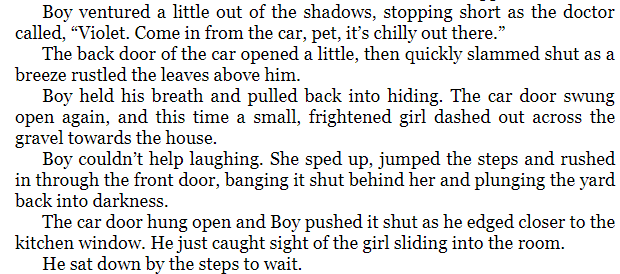 Boy ventured a little out of the shadows, stopping short as the doctor
called, “Violet. Come in from the car, pet, it’s chilly out there.”
The back door of the car opened a little, then quickly slammed shut as a
breeze rustled the leaves above him.
Boy held his breath and pulled back into hiding. The car door swung
open again, and this time a small, frightened girl dashed out across the
gravel towards the house.
Boy couldn’t help laughing. She sped up, jumped the steps and rushed
in through the front door, banging it shut behind her and plunging the yard
back into darkness.
The car door hung open and Boy pushed it shut as he edged closer to the
kitchen window. He just caught sight of the girl sliding into the room.
He sat down by the steps to wait.